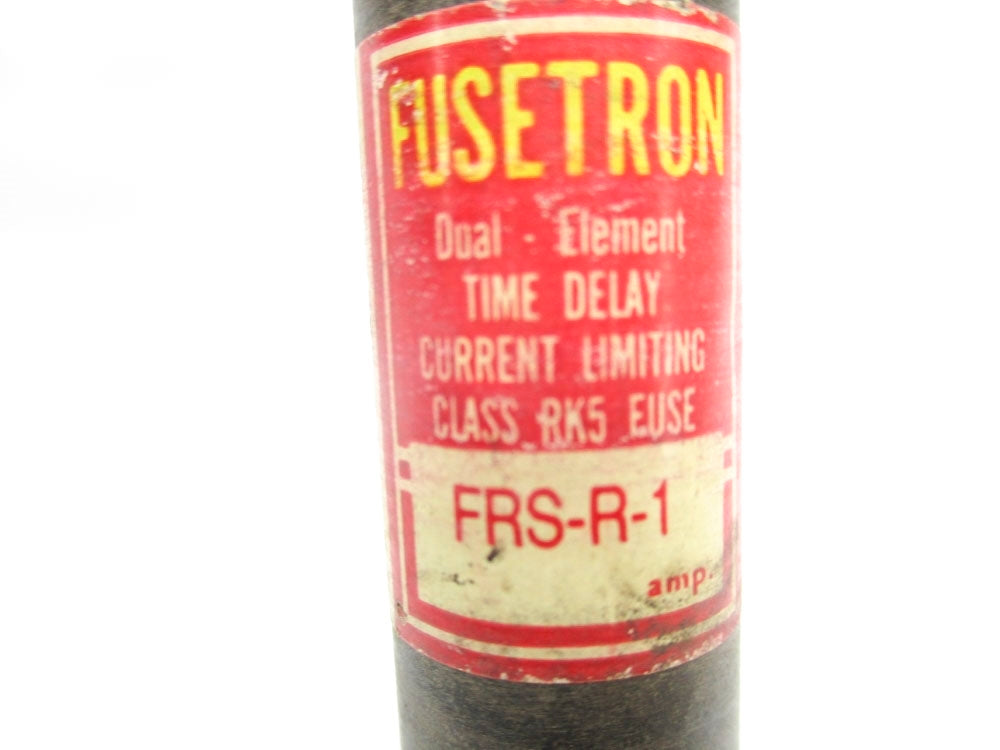 FUSETRON
Dual - Element
TIME DELAY
CURRENT LIMITING
CLASS RK5 FUSE
FRS-R-1
amp.